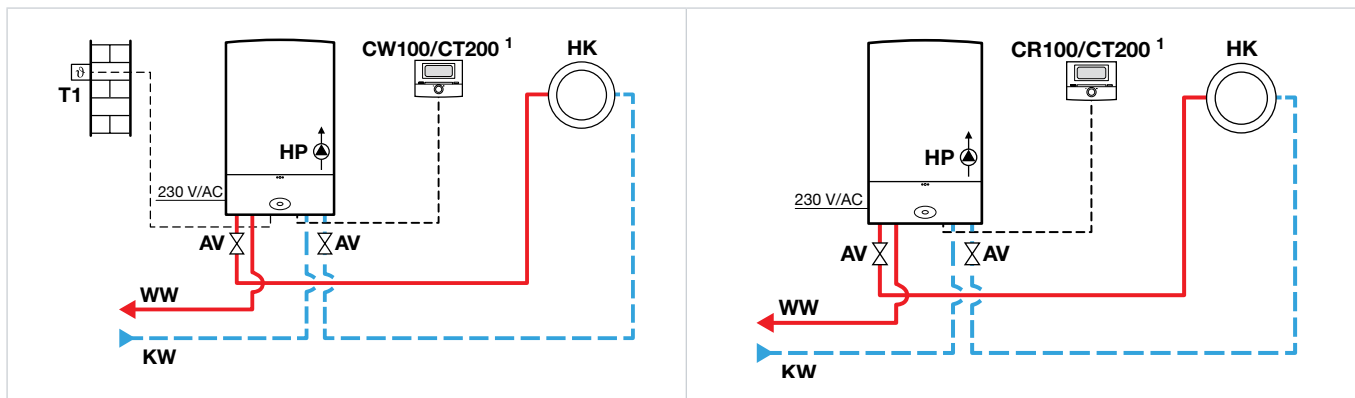 CW100/CT200 1
HK
ϑ
T1
HP
230 V/AC
AV
AV
WW
KW
CR100/CT200 1
HK
HP
230 V/AC
AV
AV
WW
KW